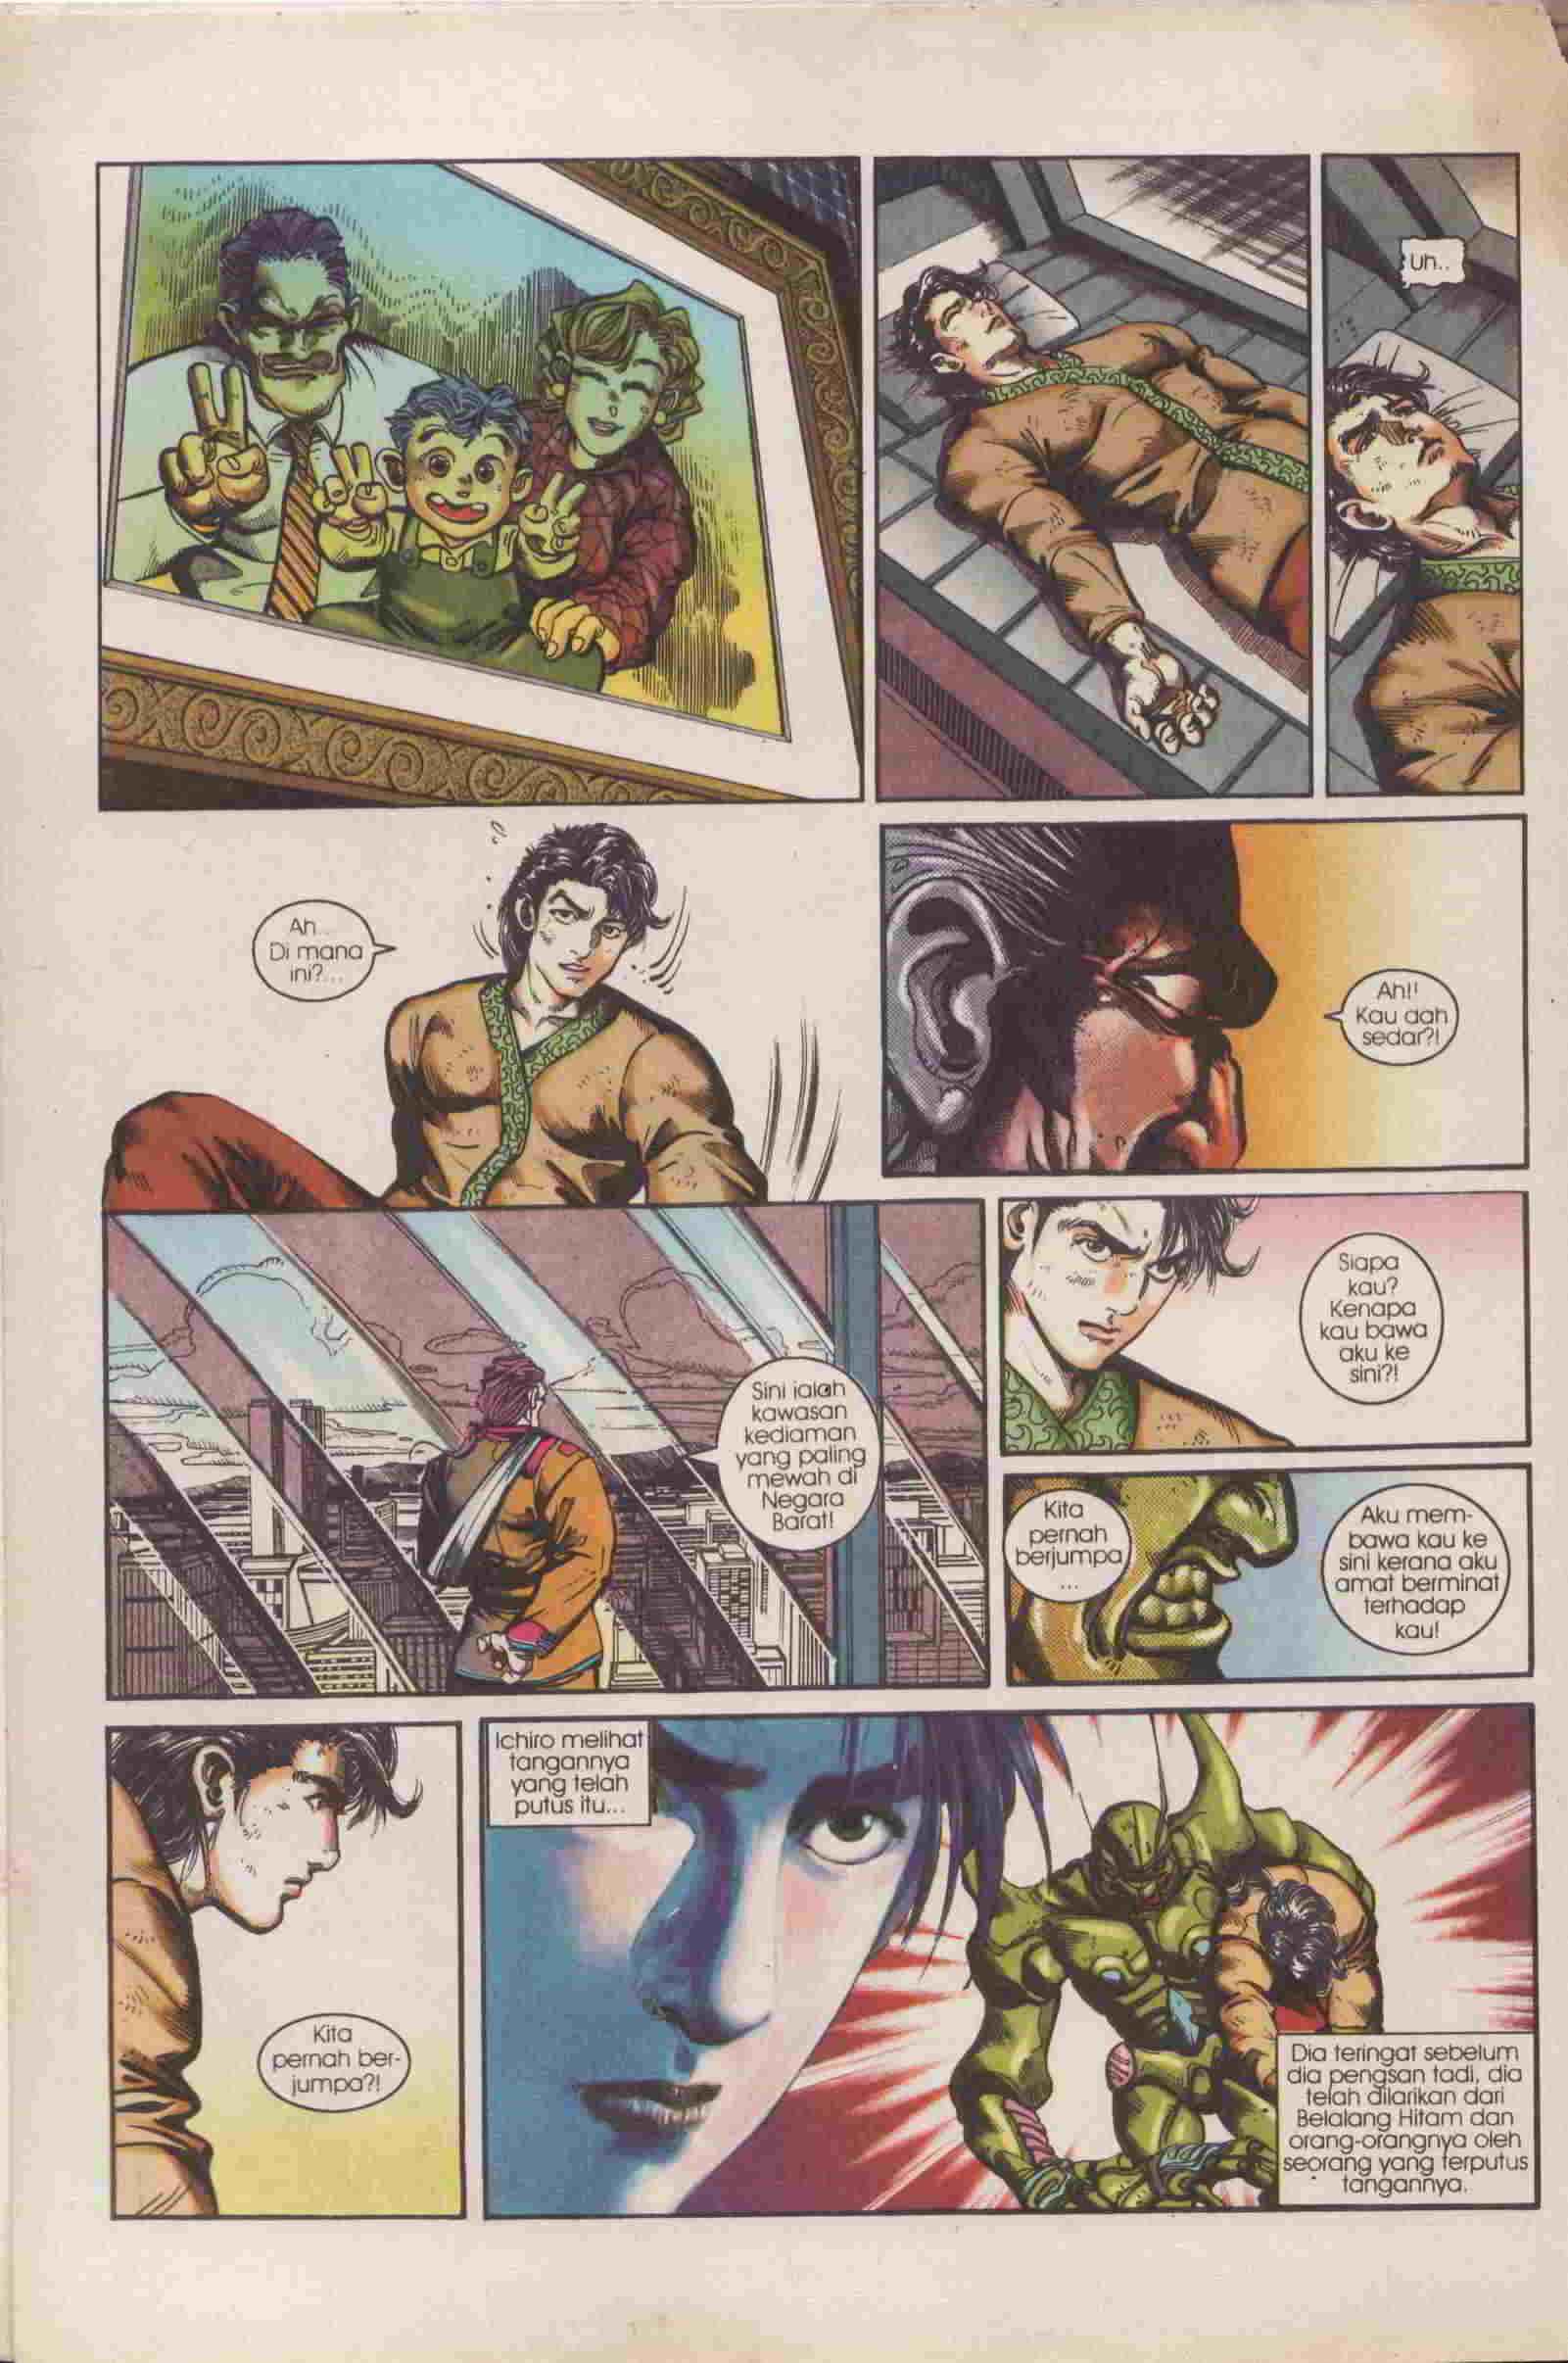 Uh..
Ah...
Di mana
ini?...
Ah!!
Kau dah
sedar?!
Sini ialah
kawasan
kediaman
yang paling
mewah di
Negara
Barat!
Siapa
kau?
Kenapa
kau bawa
aku ke
sini?!
Kita
pernah
berjumpa
...
Aku mem-
bawa kau ke
sini kerana aku
amat berminat
terhadap
kau!
Kita
pernah ber-
jumpa?!
Ichiro melihat
tangannya
yang telah
putus itu...
Dia teringat sebelum
dia pengsan tadi, dia
telah dilarikan dari
Belalang Hitam dan
orang-orangnya oleh
seorang yang terputus
tangannya.